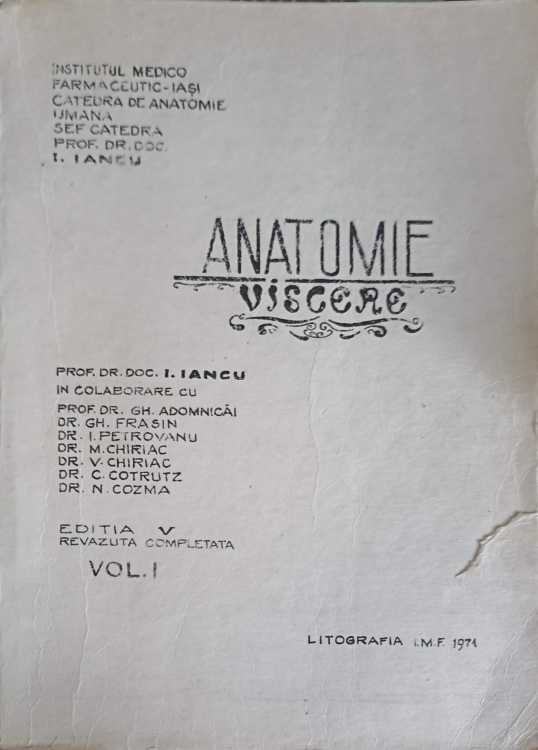 INSTITUTUL MEDICO
FARMACEUTIC-IAȘI
CATEDRA DE ANATOMIE
UMANA
SEF CATEDRA
PROF. DR. DOC.
I. IANCU
ANATOMIE
VISCERE
PROF. DR. DOC. I. IANCU
IN COLABORARE CU
PROF. DR. GH. ADOMNICĂI
DR. GH. FRASIN
DR. I. PETROVANU
DR. M. CHIRIAC
DR. V. CHIRIAC
DR. C. COTRUTZ
DR. N. COZMA
EDITIA V
REVAZUTA COMPLETATA
VOL. I
LITOGRAFIA I.M.F. 1971